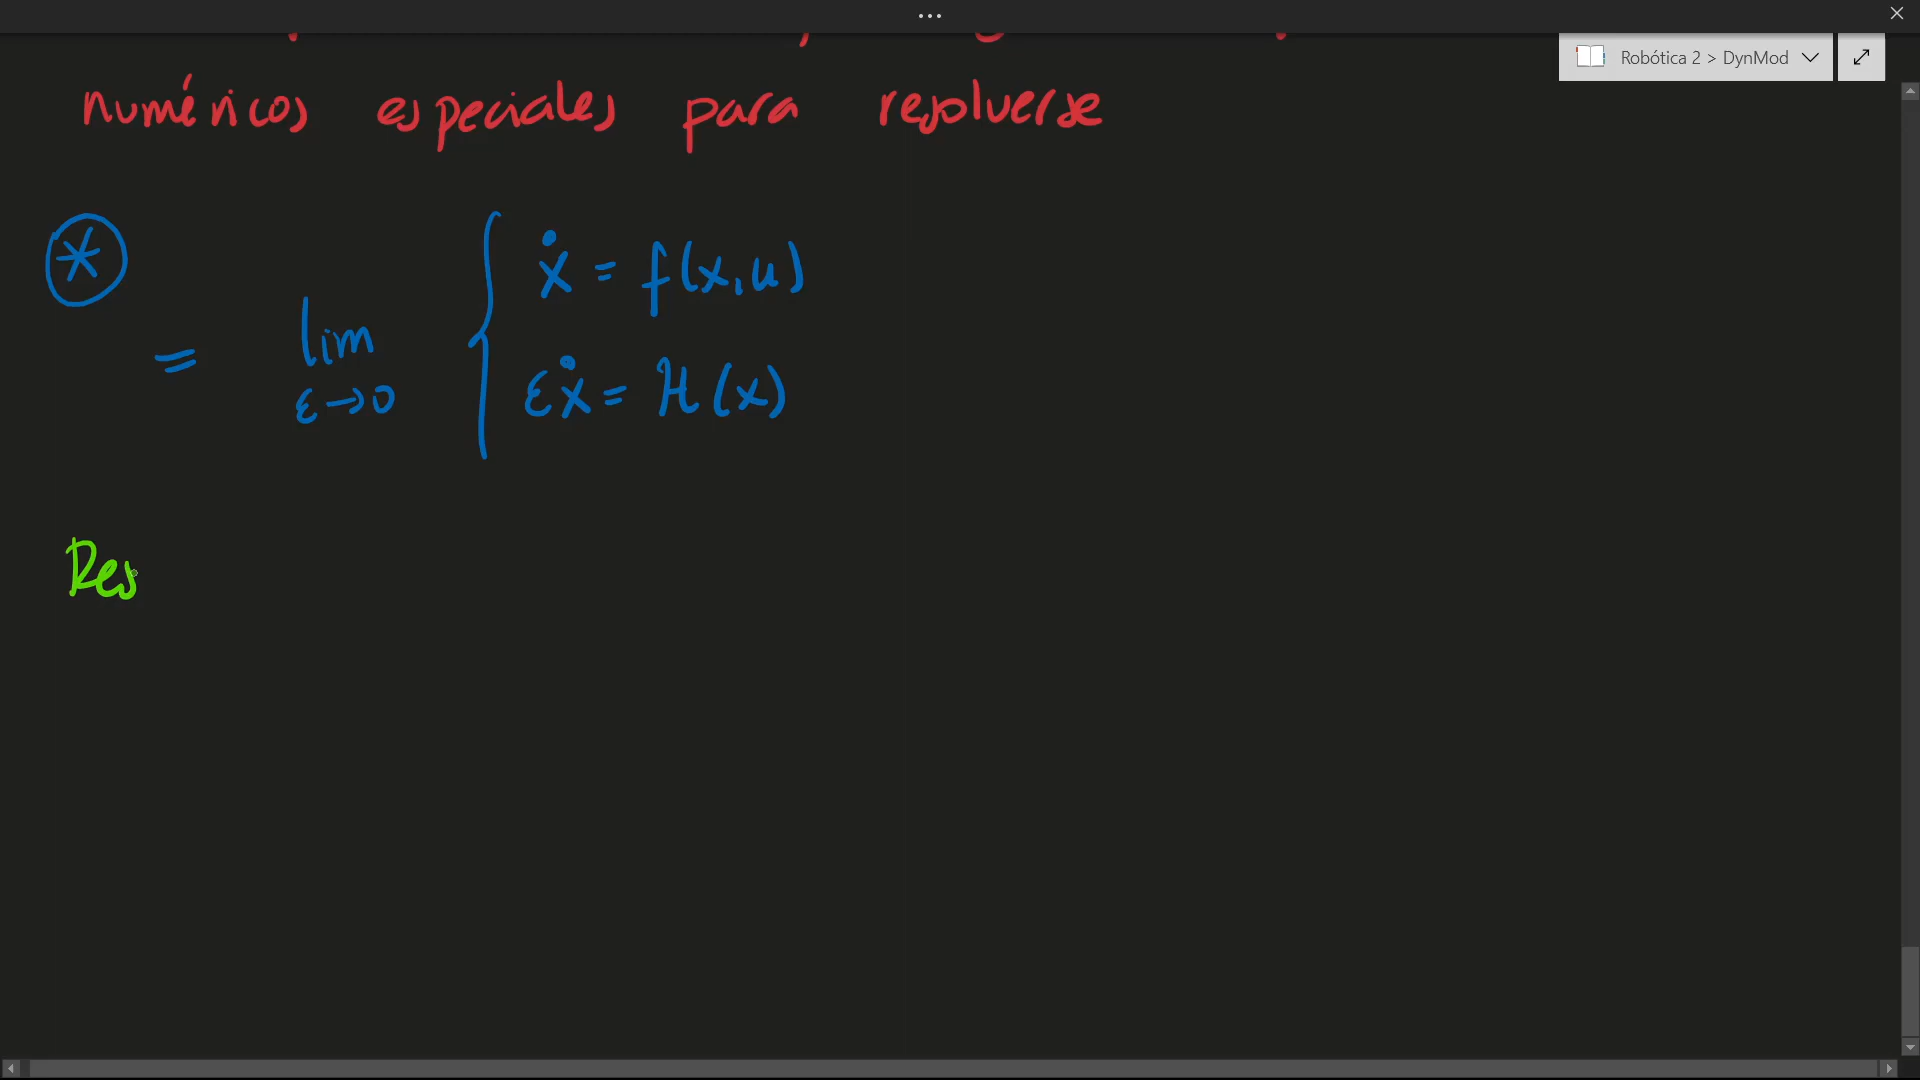 Robótica 2 > DynMod
numéricos especiales para resolverse
*
ẋ = f(x,u)
= lim
ε→0
εẋ = H(x)
Res